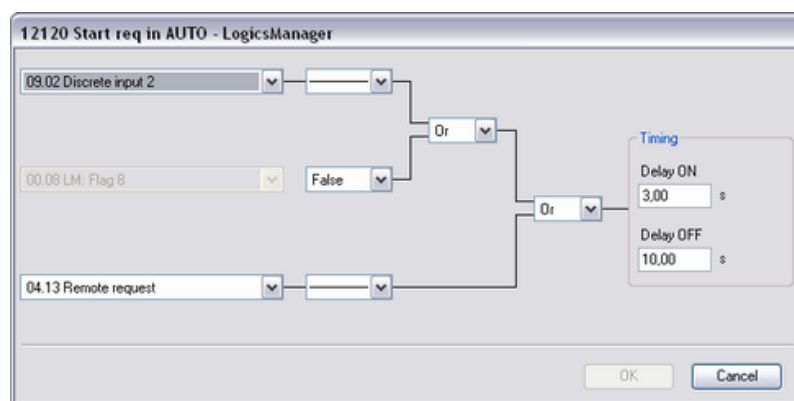 12120 Start req in AUTO - LogicsManager
09.02 Discrete input 2
Or
Timing
Delay ON
00.08 LM: Flag 8
False
3,00 s
Or
Delay OFF
10,00 s
04.13 Remote request
OK
Cancel